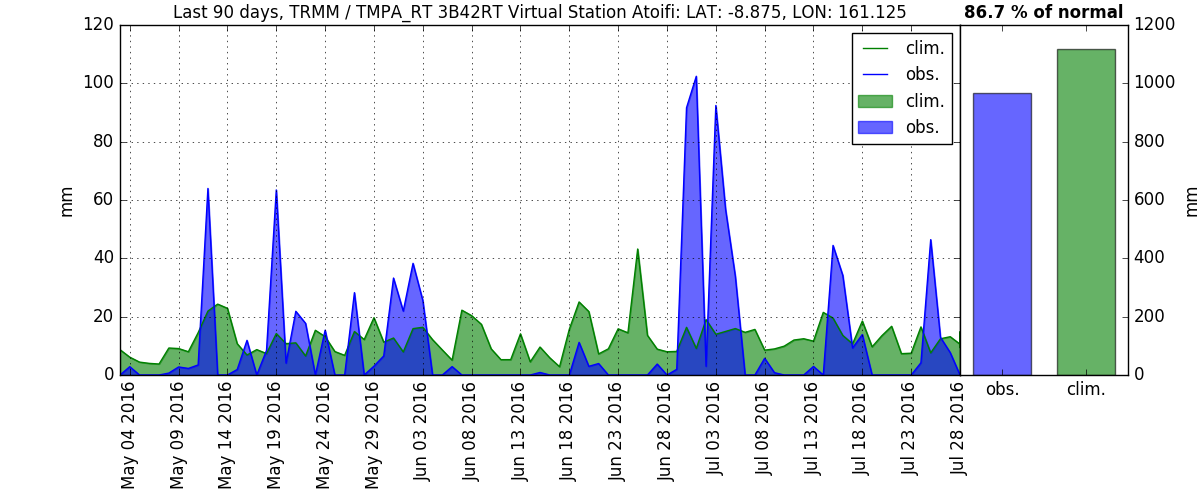 Last 90 days, TRMM / TMPA_RT 3B42RT Virtual Station Atoifi: LAT: -8.875, LON: 161.125
86.7 % of normal
120
100
80
60
40
20
0
mm
clim.
obs.
clim.
obs.
May 04 2016
May 09 2016
May 14 2016
May 19 2016
May 24 2016
May 29 2016
Jun 03 2016
Jun 08 2016
Jun 13 2016
Jun 18 2016
Jun 23 2016
Jun 28 2016
Jul 03 2016
Jul 08 2016
Jul 13 2016
Jul 18 2016
Jul 23 2016
Jul 28 2016
1200
1000
800
600
400
200
0
mm
obs.
clim.